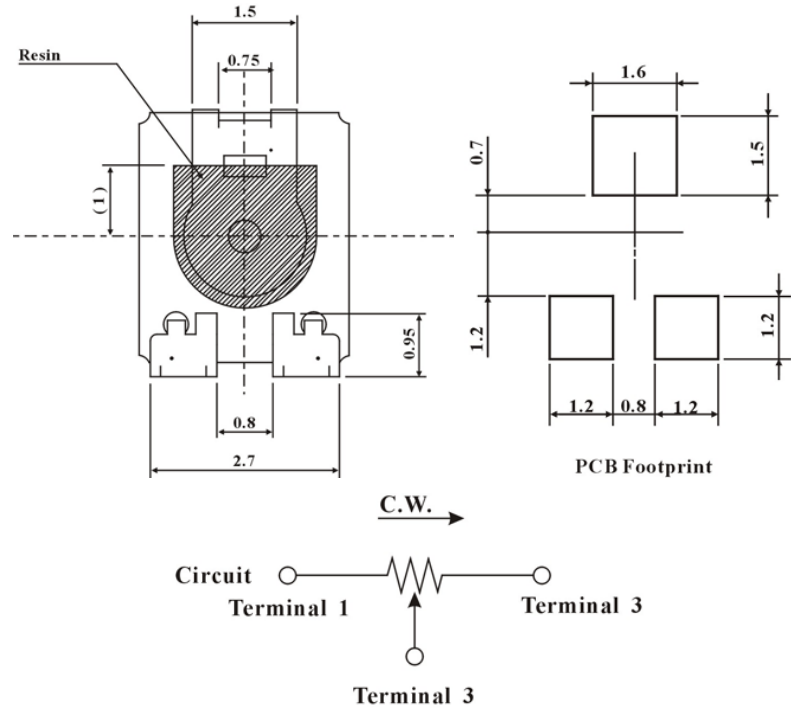 1.5
Resin
0.75
(1)
0.95
0.8
2.7
1.6
0.7
1.5
1.2
1.2
1.2
0.8
1.2
PCB Footprint
C.W.
Circuit
Terminal 1
Terminal 3
Terminal 3